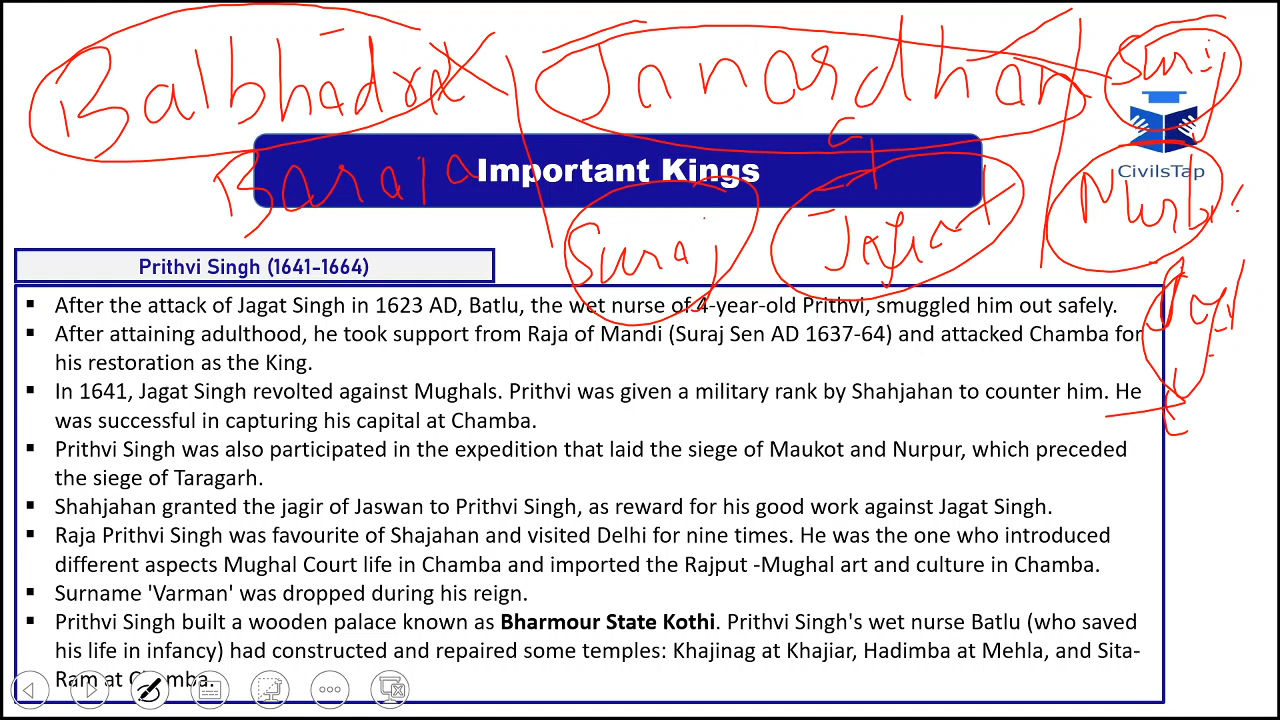 Balbhadra Janardhan Suraj
CivilsTap
Important Kings
Baraja
Suraj Jagat Nurbu
Prithvi Singh (1641-1664)
▪ After the attack of Jagat Singh in 1623 AD, Batlu, the wet nurse of 4-year-old Prithvi, smuggled him out safely.
▪ After attaining adulthood, he took support from Raja of Mandi (Suraj Sen AD 1637-64) and attacked Chamba for
his restoration as the King.
▪ In 1641, Jagat Singh revolted against Mughals. Prithvi was given a military rank by Shahjahan to counter him. He
was successful in capturing his capital at Chamba.
▪ Prithvi Singh was also participated in the expedition that laid the siege of Maukot and Nurpur, which preceded
the siege of Taragarh.
▪ Shahjahan granted the jagir of Jaswan to Prithvi Singh, as reward for his good work against Jagat Singh.
▪ Raja Prithvi Singh was favourite of Shajahan and visited Delhi for nine times. He was the one who introduced
different aspects Mughal Court life in Chamba and imported the Rajput -Mughal art and culture in Chamba.
▪ Surname 'Varman' was dropped during his reign.
▪ Prithvi Singh built a wooden palace known as Bharmour State Kothi. Prithvi Singh's wet nurse Batlu (who saved
his life in infancy) had constructed and repaired some temples: Khajinag at Khajiar, Hadimba at Mehla, and Sita-
Ram at Chamba.